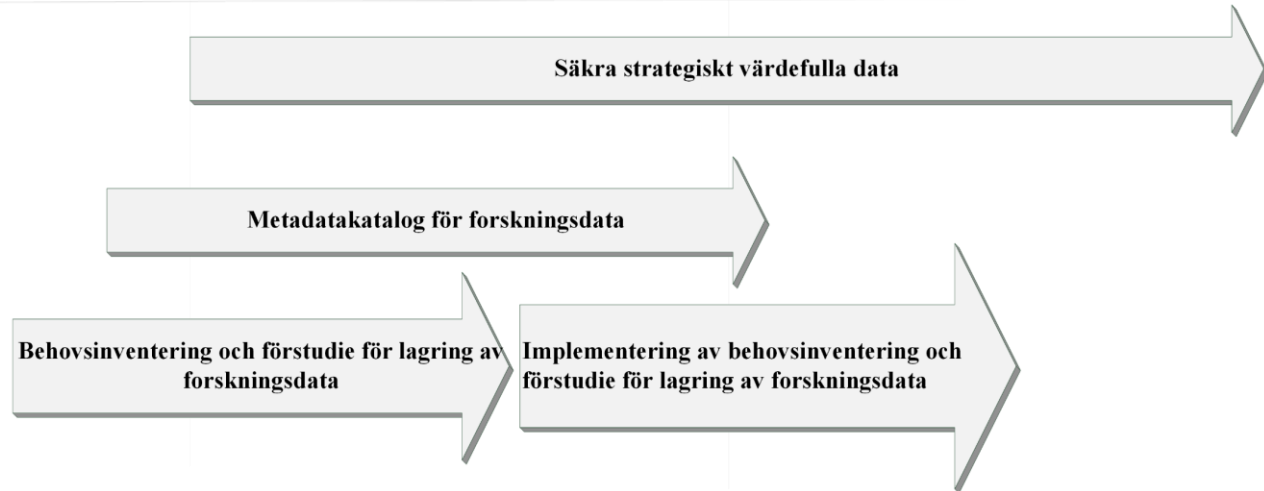 Säkra strategiskt värdefulla data
Metadatakatalog för forskningsdata
Behovsinventering och förstudie för lagring av
forskningsdata
Implementering av behovsinventering och
förstudie för lagring av forskningsdata